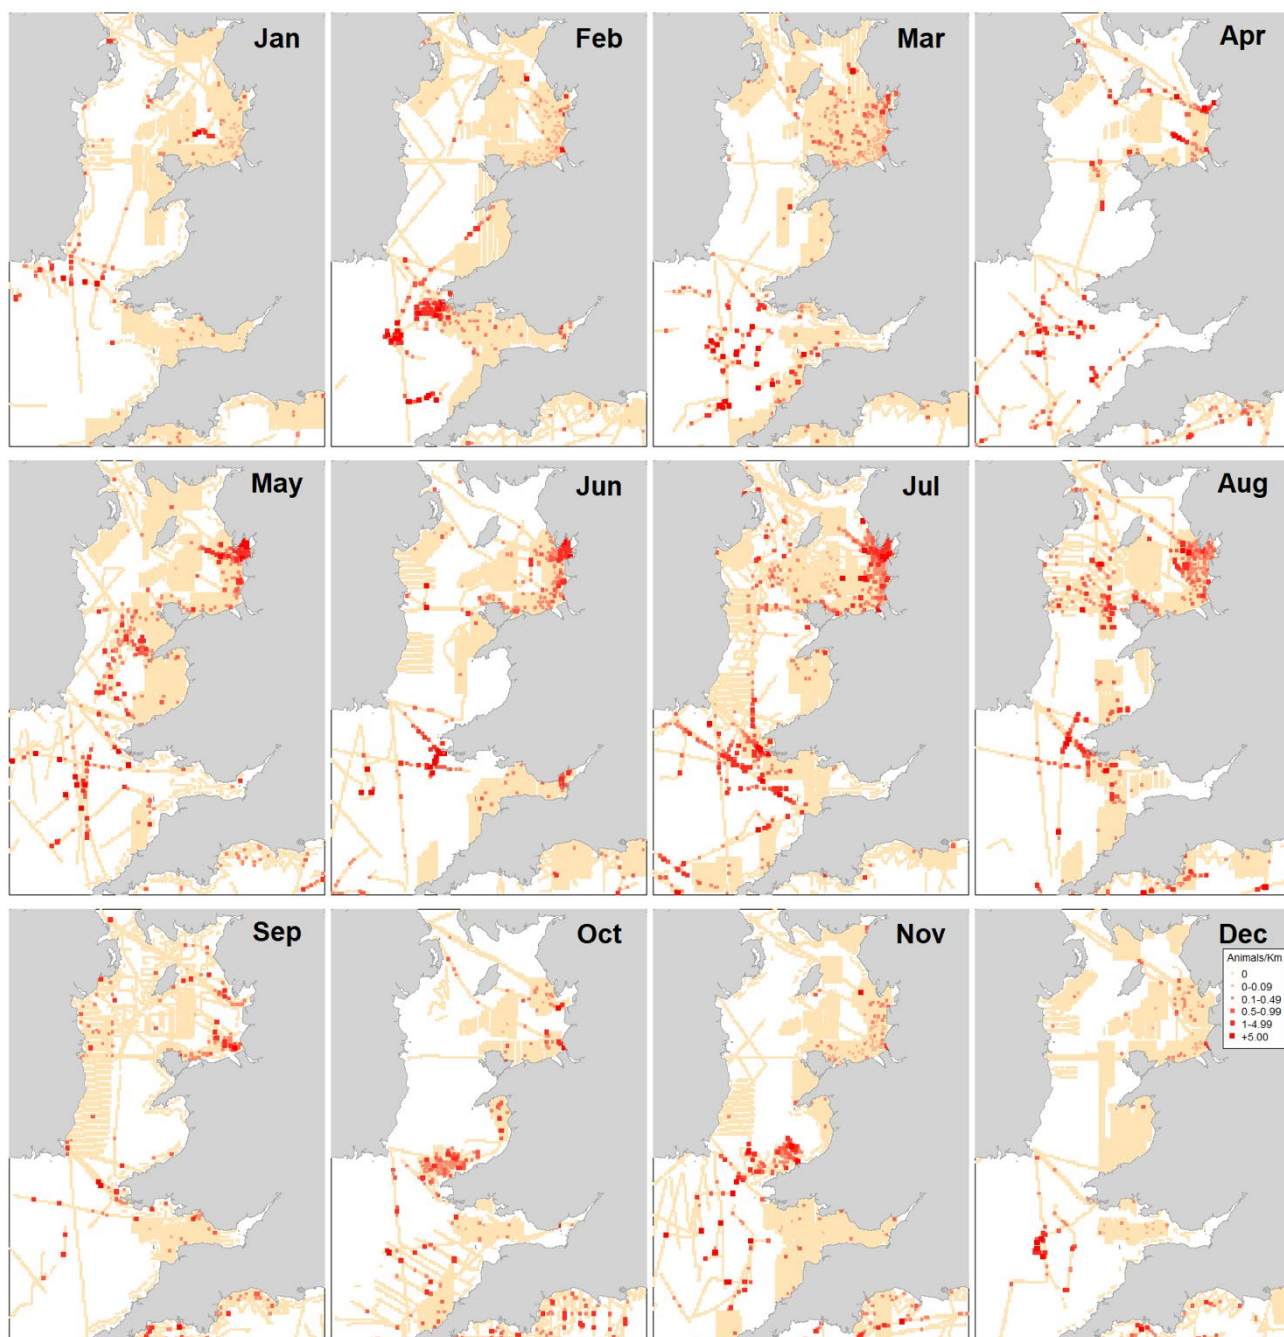 Jan
Feb
Mar
Apr
May
Jun
Jul
Aug
Sep
Oct
Nov
Dec
Animals/Km
0
0-0.09
0.1-0.49
0.5-0.99
1-4.99
+5.00